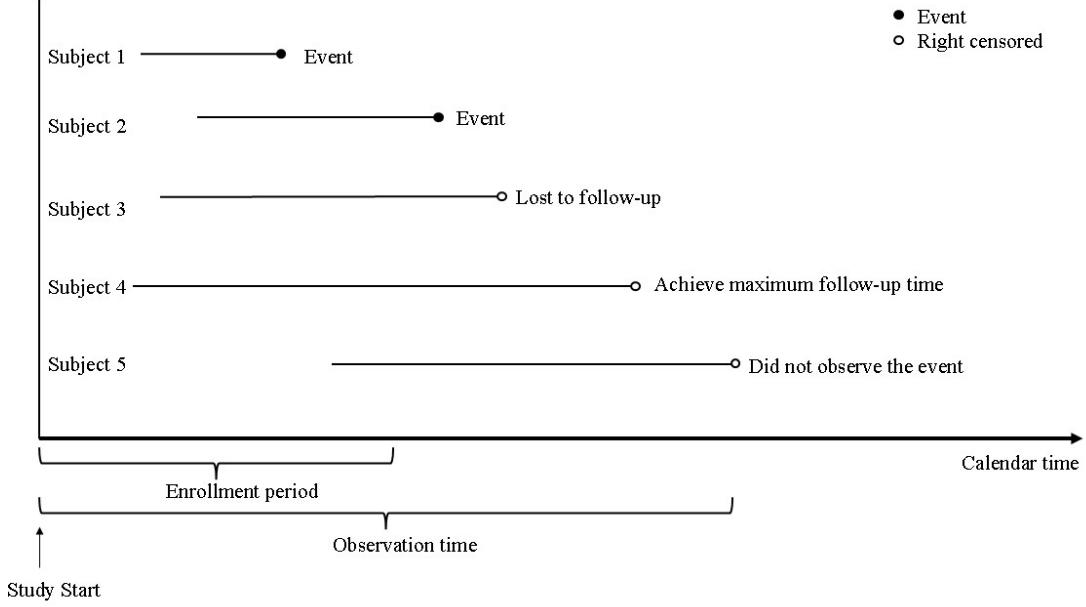 Event
Right censored
Subject 1
Event
Subject 2
Event
Subject 3
Lost to follow-up
Subject 4
Achieve maximum follow-up time
Subject 5
Did not observe the event
Calendar time
Enrollment period
Observation time
Study Start